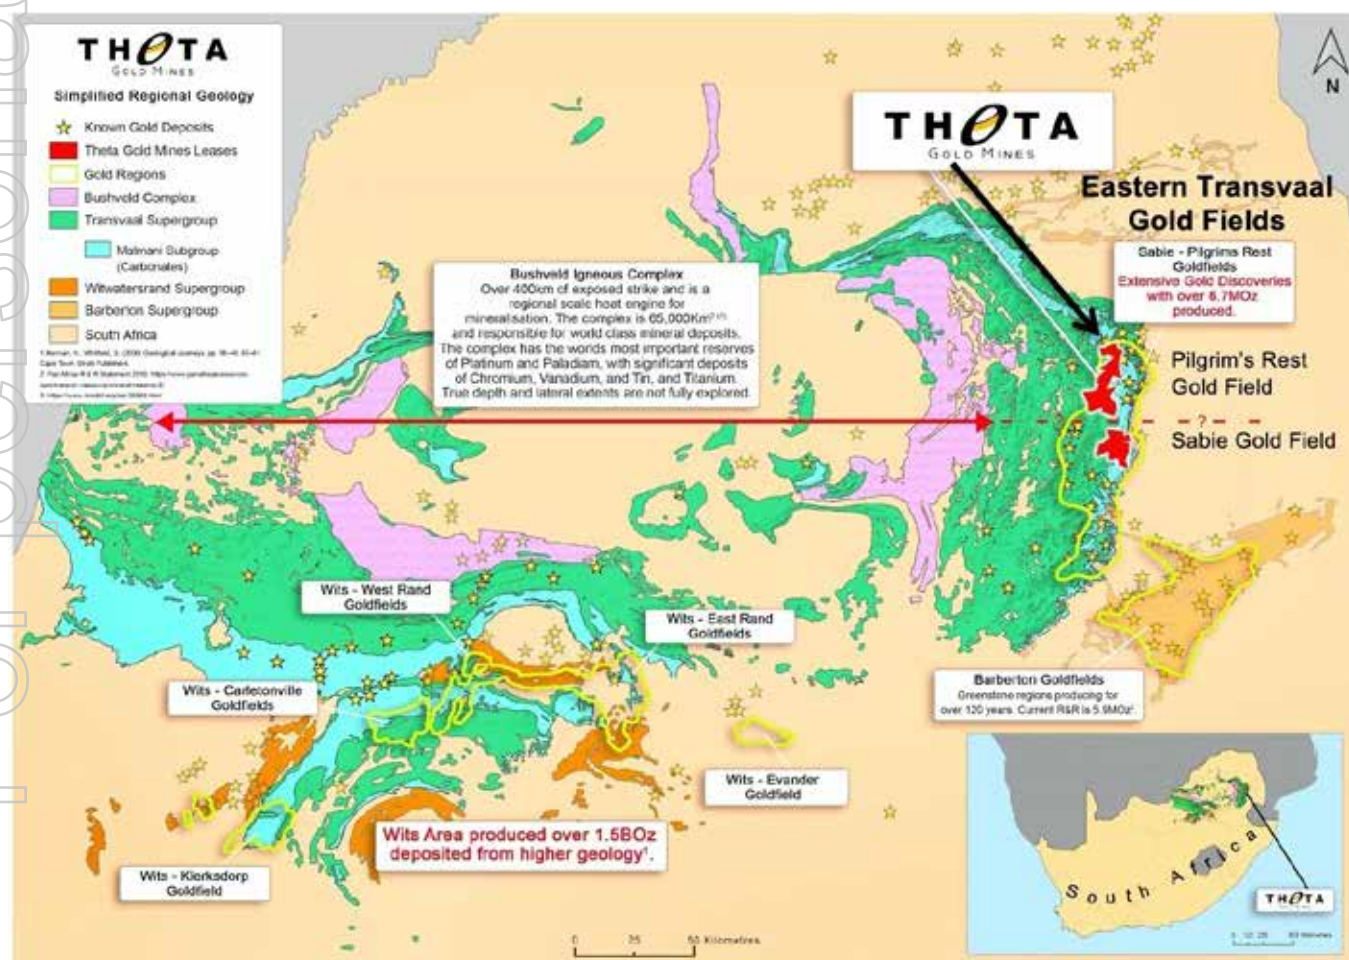 THETA
GOLD MINES
Simplified Regional Geology
Known Gold Deposits
Theta Gold Mines Leases
Gold Regions
Bushveld Complex
Transvaal Supergroup
Malmani Subgroup
(Carbonates)
Witwatersrand Supergroup
Barberton Supergroup
South Africa
THETA
GOLD MINES
N
Eastern Transvaal
Gold Fields
Sabie - Pilgrims Rest
Goldfields
Extensive Gold Discoveries
with over 6.7MOz
produced.
Bushveld Igneous Complex
Over 400km of exposed strike and is a
regional scale heat engine for
mineralisation. The complex is 65,000Km²
and responsible for world class mineral deposits.
The complex has the worlds most important reserves
of Platinum and Paladiam, with significant deposits
of Chromium, Vanadium, and Tin, and Titanium.
True depth and lateral extents are not fully explored.
Pilgrim's Rest
Gold Field
- ? -
Sabie Gold Field
Wits - West Rand
Goldfields
Wits - East Rand
Goldfields
Wits - Carletonville
Goldfields
Barberton Goldfields
Greenstone regions producing for
over 120 years. Current R&R is 5.9MOz
Wits - Evander
Goldfield
Wits Area produced over 1.5BOz
deposited from higher geology¹.
Wits - Klerksdorp
Goldfield
South Africa
THETA
0 25 50 Kilometres